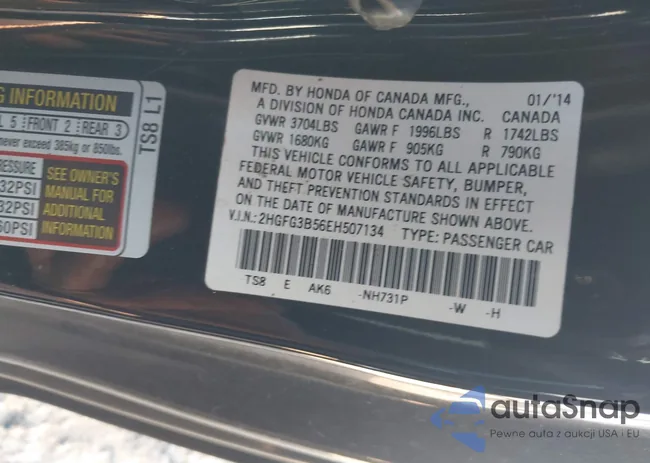 G INFORMATION
L 5 FRONT 2 REAR 3
never exceed 385kg or 850lbs.
PRESSURE
32PSI
32PSI
60PSI
SEE OWNER'S
MANUAL FOR
ADDITIONAL
INFORMATION
TS8 L1
MFD. BY HONDA OF CANADA MFG., 01/'14
A DIVISION OF HONDA CANADA INC. CANADA
GVWR 3704LBS GAWR F 1996LBS R 1742LBS
GVWR 1680KG GAWR F 905KG R 790KG
THIS VEHICLE CONFORMS TO ALL APPLICABLE
FEDERAL MOTOR VEHICLE SAFETY, BUMPER,
AND THEFT PREVENTION STANDARDS IN EFFECT
ON THE DATE OF MANUFACTURE SHOWN ABOVE.
V.I.N.: 2HGFG3B56EH507134 TYPE: PASSENGER CAR
TS8 E AK6 -NH731P -W -H
autaSnap
Pewne auta z aukcji USA i EU